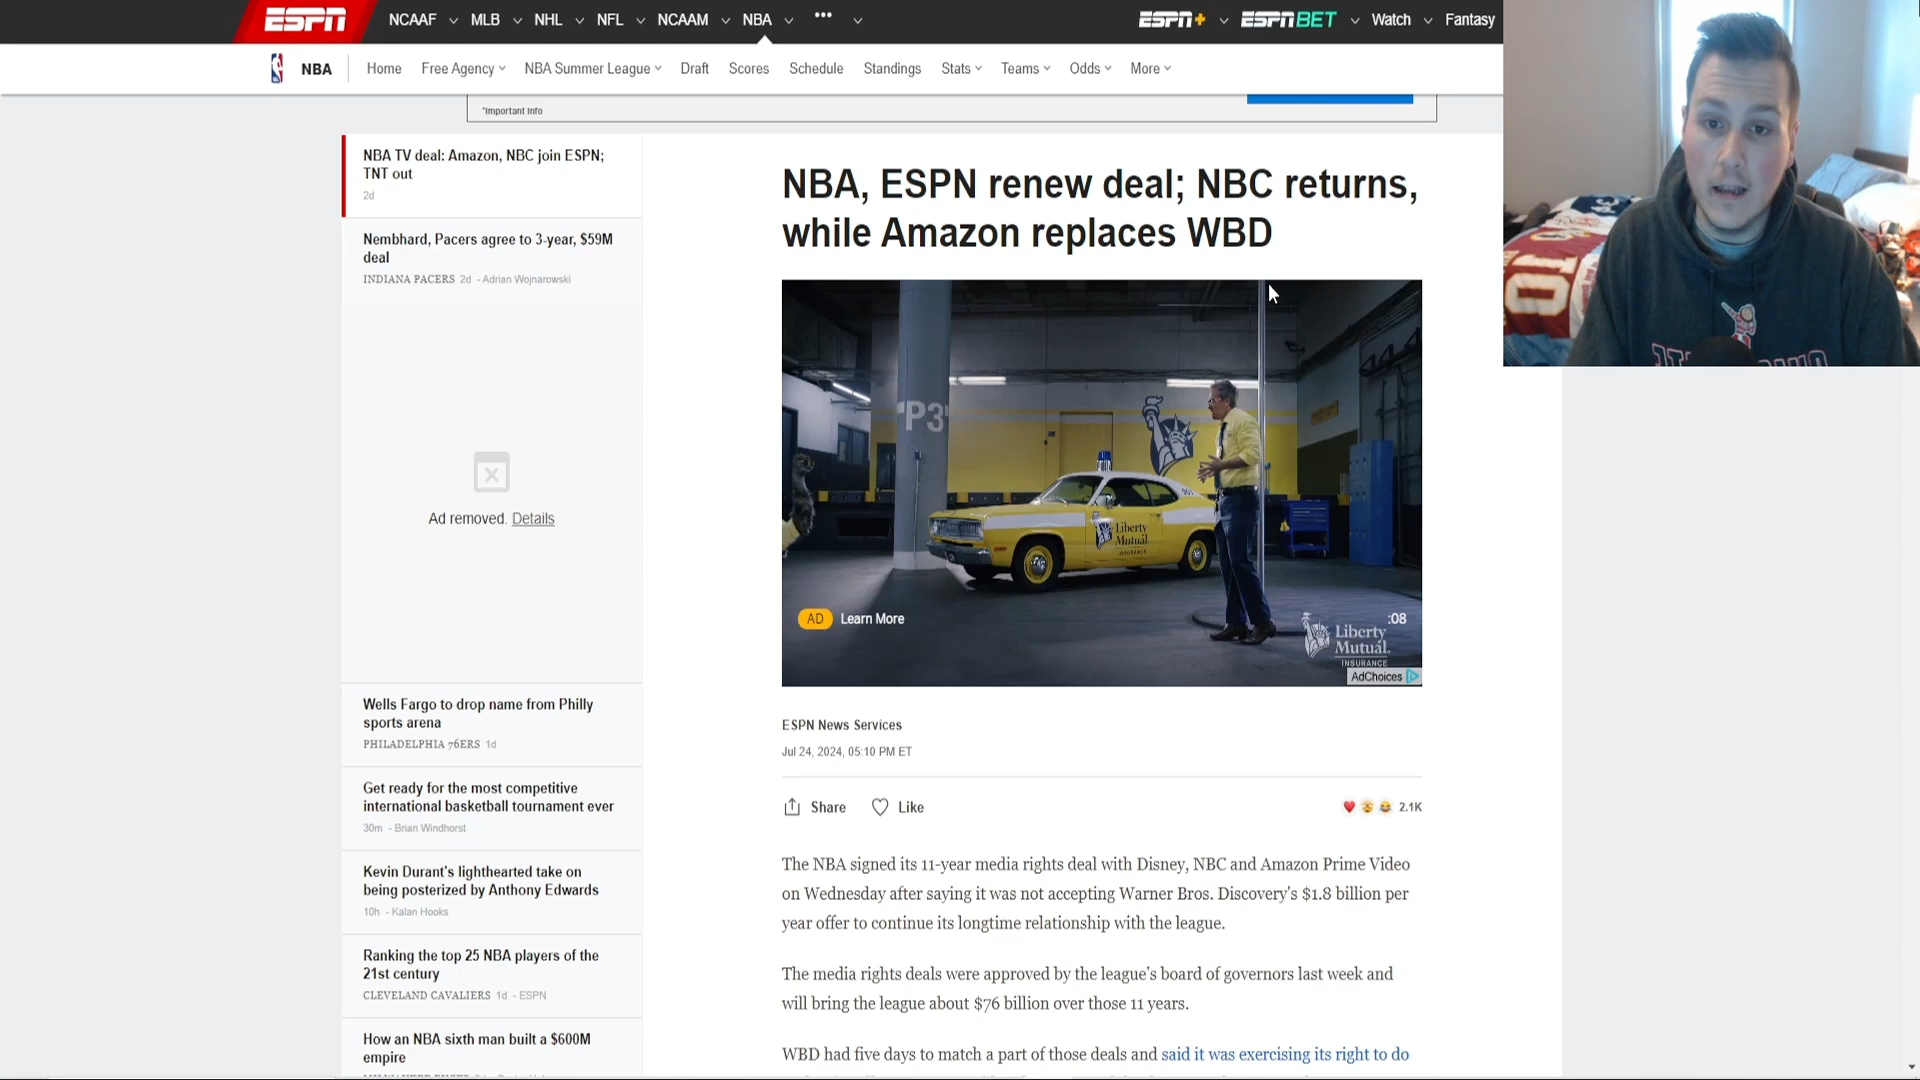 ESPN NCAAF MLB NHL NFL NCAAM NBA ••• ESPN+ ESPN BET Watch Fantasy
NBA Home Free Agency NBA Summer League Draft Scores Schedule Standings Stats Teams Odds More
*Important Info
NBA TV deal: Amazon, NBC join ESPN;
TNT out
2d
Nembhard, Pacers agree to 3-year, $59M
deal
INDIANA PACERS 2d - Adrian Wojnarowski
Ad removed. Details
Wells Fargo to drop name from Philly
sports arena
PHILADELPHIA 76ERS 1d
Get ready for the most competitive
international basketball tournament ever
30m - Brian Windhorst
Kevin Durant's lighthearted take on
being posterized by Anthony Edwards
10h - Kalan Hooks
Ranking the top 25 NBA players of the
21st century
CLEVELAND CAVALIERS 1d - ESPN
How an NBA sixth man built a $600M
empire
NBA, ESPN renew deal; NBC returns,
while Amazon replaces WBD
P3
Liberty
Mutual
INSURANCE
AD Learn More
:08
Liberty
Mutual.
INSURANCE
AdChoices
ESPN News Services
Jul 24, 2024, 05:10 PM ET
Share Like 2.1K
The NBA signed its 11-year media rights deal with Disney, NBC and Amazon Prime Video
on Wednesday after saying it was not accepting Warner Bros. Discovery's $1.8 billion per
year offer to continue its longtime relationship with the league.
The media rights deals were approved by the league's board of governors last week and
will bring the league about $76 billion over those 11 years.
WBD had five days to match a part of those deals and said it was exercising its right to do
10